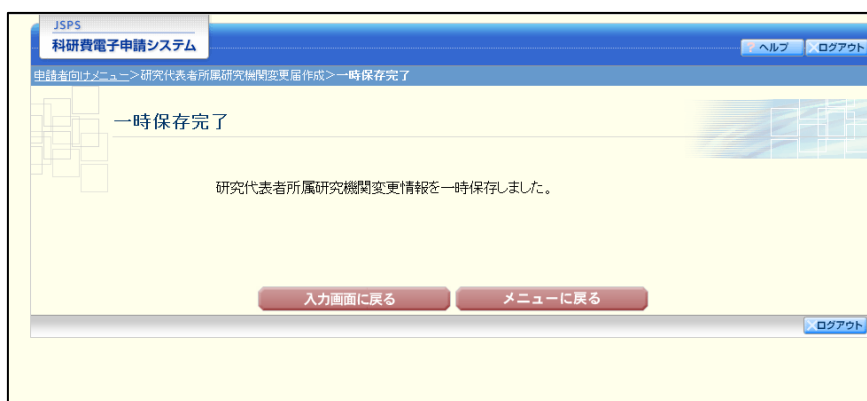 JSPS
科研費電子申請システム
? ヘルプ
ログアウト
申請者向けメニュー>研究代表者所属研究機関変更届作成>一時保存完了
一時保存完了
研究代表者所属研究機関変更情報を一時保存しました。
入力画面に戻る
メニューに戻る
ログアウト